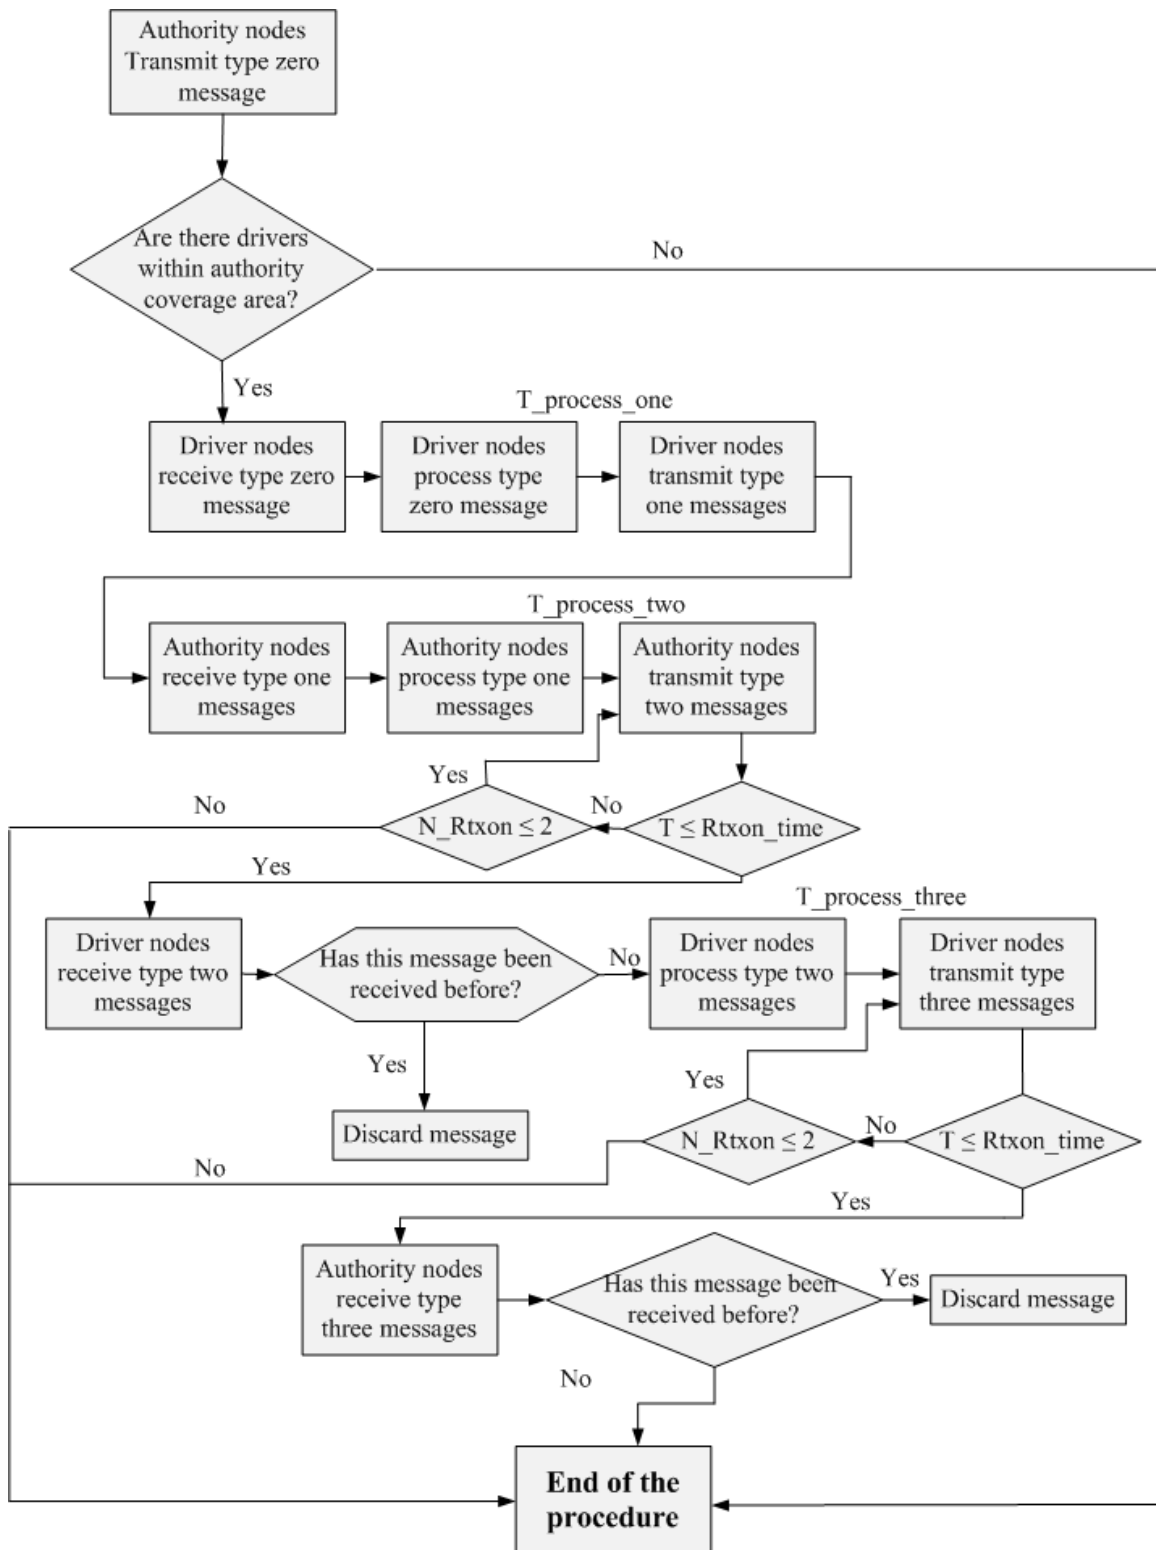 Authority nodes
Transmit type zero
message
Are there drivers
within authority
coverage area?
No
Yes
T_process_one
Driver nodes
receive type zero
message
Driver nodes
process type
zero message
Driver nodes
transmit type
one messages
T_process_two
Authority nodes
receive type one
messages
Authority nodes
process type one
messages
Authority nodes
transmit type
two messages
Yes
No
N_Rtxon ≤ 2
No
T ≤ Rtxon_time
Yes
T_process_three
Driver nodes
receive type two
messages
Has this message been
received before?
No
Driver nodes
process type two
messages
Driver nodes
transmit type
three messages
Yes
Discard message
Yes
N_Rtxon ≤ 2
No
T ≤ Rtxon_time
No
Yes
Authority nodes
receive type
three messages
Has this message been
received before?
Yes
Discard message
No
End of the
procedure